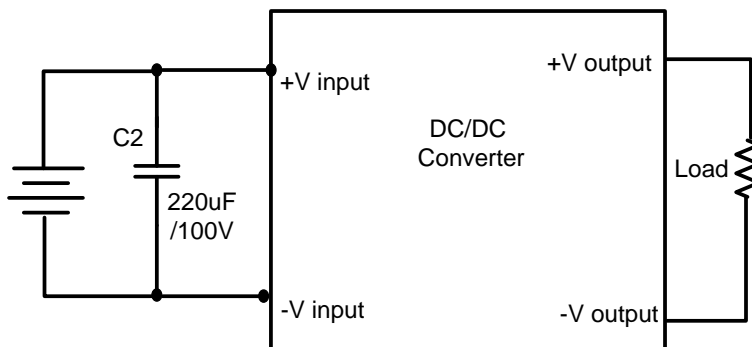 +V output
+V input
DC/DC
Converter
C2
Load
220uF
/100V
-V input
-V output